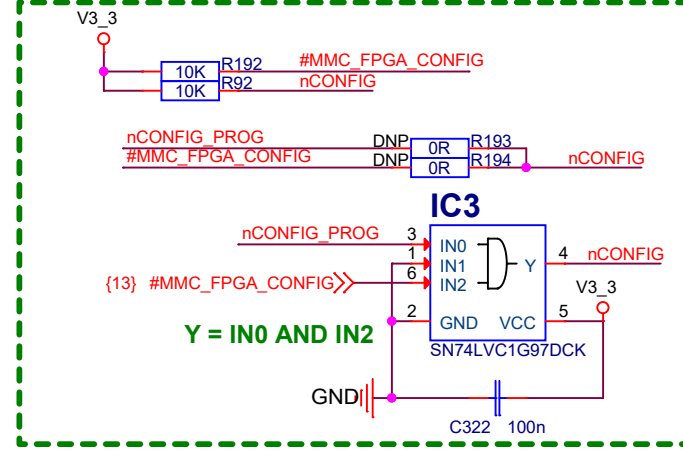 V3_3
10K R192 #MMC_FPGA_CONFIG
10K R92 nCONFIG
nCONFIG_PROG DNP 0R R193
#MMC_FPGA_CONFIG DNP 0R R194 nCONFIG
IC3
nCONFIG_PROG 3 IN0 4 nCONFIG
1 IN1 Y
{13} #MMC_FPGA_CONFIG 6 IN2
V3_3
2 GND VCC 5
Y = IN0 AND IN2
SN74LVC1G97DCK
GND
C322 100n